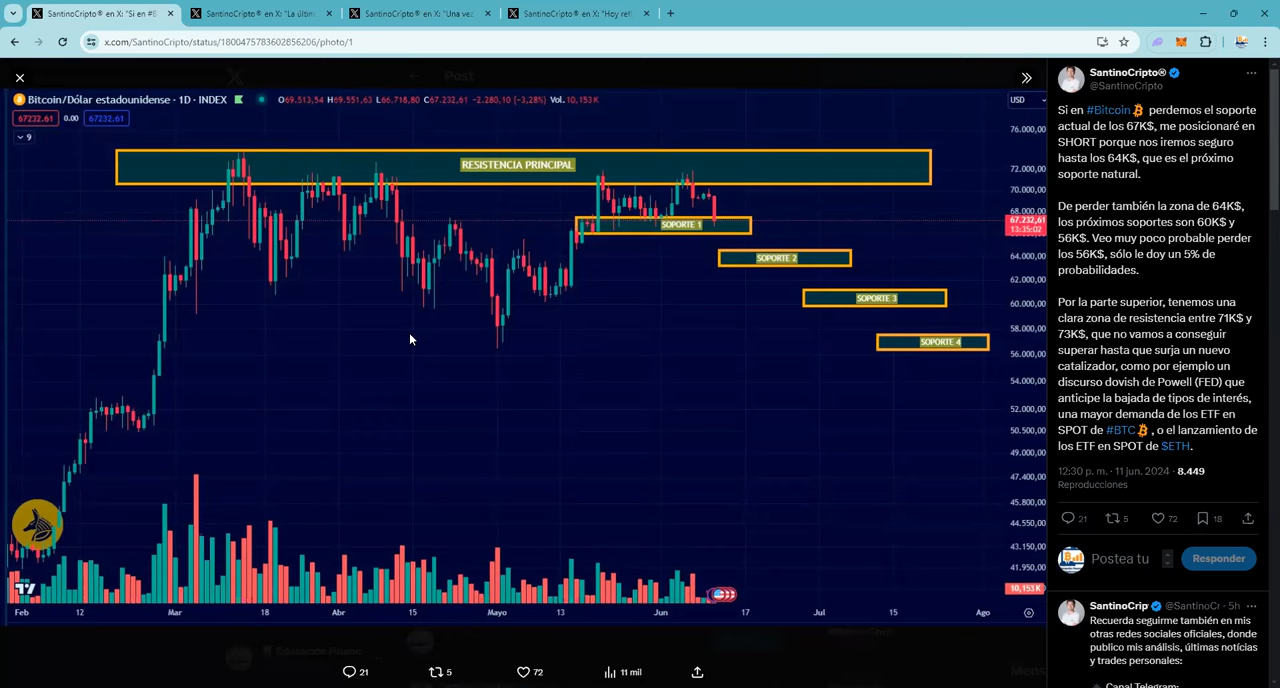 SantinoCripto® en X: "Si en #B
SantinoCripto® en X: "La últim
SantinoCripto® en X: "Una vez
SantinoCripto® en X: "Hoy ret
x.com/SantinoCripto/status/1800475783602856206/photo/1
Post
Bitcoin/Dólar estadounidense · 1D · INDEX
O69.513,54 H69.551,63 L66.718,80 C67.232,61 -2.280,10 (-3,28%) Vol. 10,153 K
67232.61 0.00 67232.61
9
USD
RESISTENCIA PRINCIPAL
SOPORTE 1
SOPORTE 2
SOPORTE 3
SOPORTE 4
76.000,00
72.000,00
70.000,00
68.000,00
67.232,61
13:35:02
64.000,00
62.000,00
60.000,00
58.000,00
56.000,00
54.000,00
52.000,00
50.500,00
49.000,00
47.400,00
45.800,00
44.550,00
43.150,00
41.950,00
10,153 K
Feb 12 Mar 18 Abr 15 Mayo 13 Jun 17 Jul 15 Ago
21 5 72 11 mil
SantinoCripto®
@SantinoCripto
Si en #Bitcoin perdemos el soporte
actual de los 67K$, me posicionaré en
SHORT porque nos iremos seguro
hasta los 64K$, que es el próximo
soporte natural.
De perder también la zona de 64K$,
los próximos soportes son 60K$ y
56K$. Veo muy poco probable perder
los 56K$, sólo le doy un 5% de
probabilidades.
Por la parte superior, tenemos una
clara zona de resistencia entre 71K$ y
73K$, que no vamos a conseguir
superar hasta que surja un nuevo
catalizador, como por ejemplo un
discurso dovish de Powell (FED) que
anticipe la bajada de tipos de interés,
una mayor demanda de los ETF en
SPOT de #BTC , o el lanzamiento de
los ETF en SPOT de $ETH.
12:30 p. m. · 11 jun. 2024 · 8.449
Reproducciones
21 5 72 18
Postea tu
Responder
SantinoCrip @SantinoCr · 5h
Recuerda seguirme también en mis
otras redes sociales oficiales, donde
publico mis análisis, últimas notícias
y trades personales:
Canal Telegram: